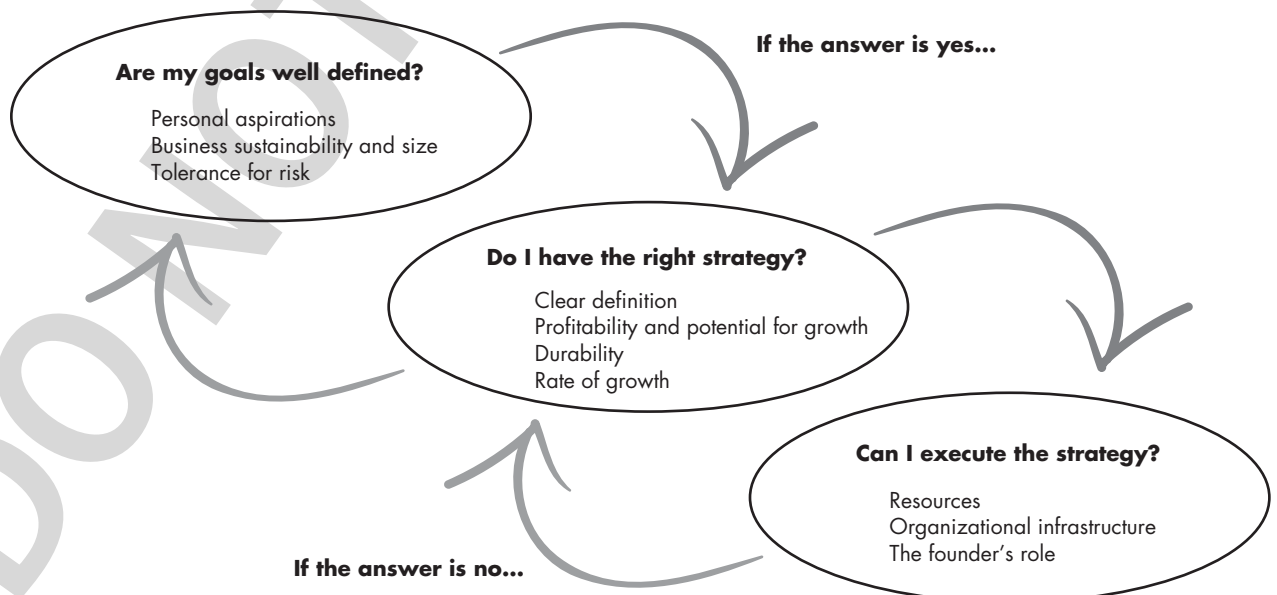 Are my goals well defined?
Personal aspirations
Business sustainability and size
Tolerance for risk
If the answer is yes...
Do I have the right strategy?
Clear definition
Profitability and potential for growth
Durability
Rate of growth
Can I execute the strategy?
Resources
Organizational infrastructure
The founder’s role
If the answer is no...
DO NOT